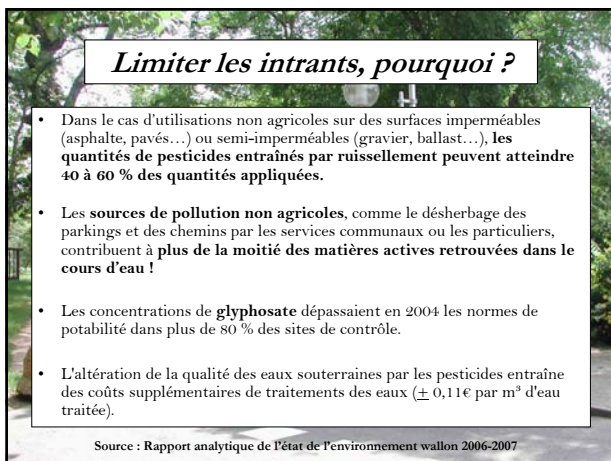 Limiter les intrants, pourquoi ?
• Dans le cas d'utilisations non agricoles sur des surfaces imperméables
(asphalte, pavés…) ou semi-imperméables (gravier, ballast…), les
quantités de pesticides entraînés par ruissellement peuvent atteindre
40 à 60 % des quantités appliquées.
• Les sources de pollution non agricoles, comme le désherbage des
parkings et des chemins par les services communaux ou les particuliers,
contribuent à plus de la moitié des matières actives retrouvées dans le
cours d'eau !
• Les concentrations de glyphosate dépassaient en 2004 les normes de
potabilité dans plus de 80 % des sites de contrôle.
• L'altération de la qualité des eaux souterraines par les pesticides entraîne
des coûts supplémentaires de traitements des eaux (± 0,11€ par m³ d'eau
traitée).
Source : Rapport analytique de l'état de l'environnement wallon 2006-2007